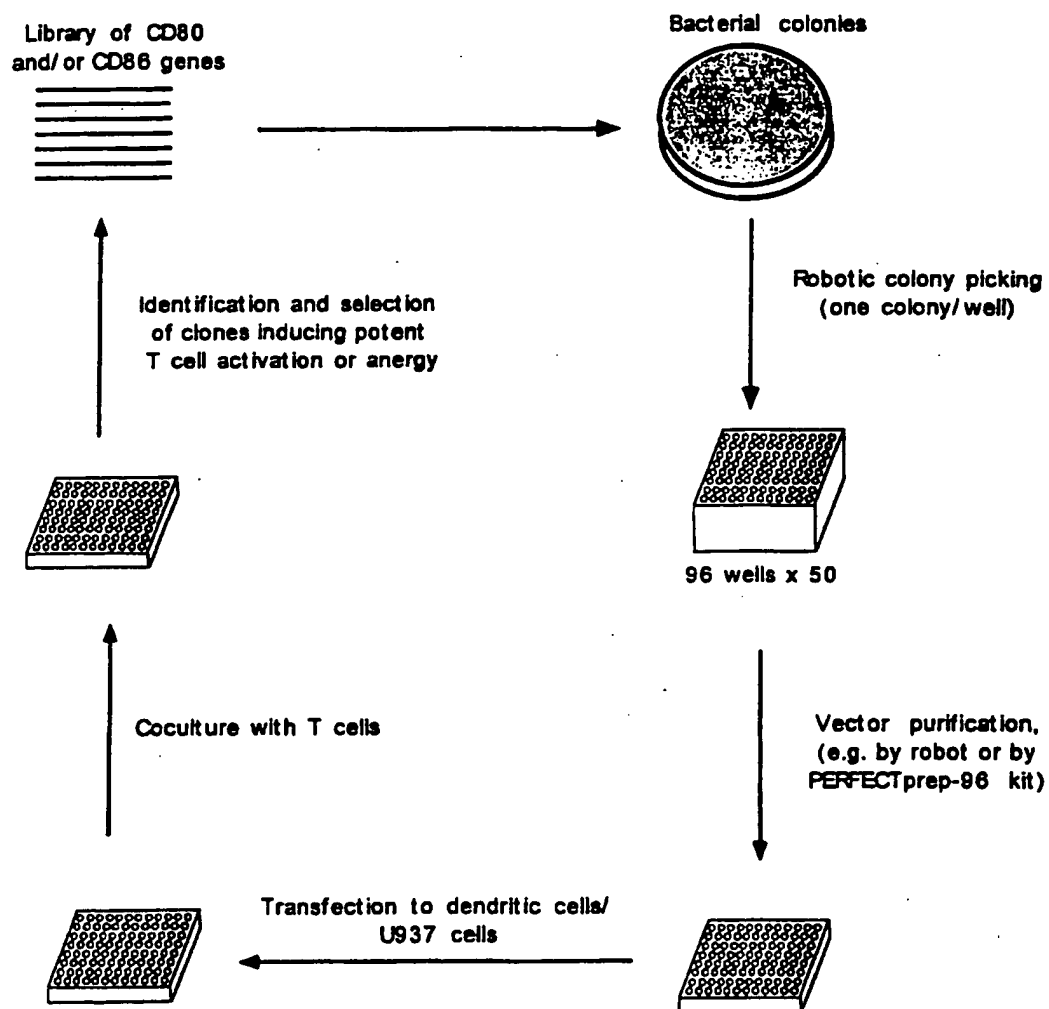 Library of CD80
and/or CD86 genes
Bacterial colonies
Robotic colony picking
(one colony/well)
Identification and selection
of clones inducing potent
T cell activation or anergy
96 wells x 50
Coculture with T cells
Vector purification,
(e.g. by robot or by
PERFECTprep-96 kit)
Transfection to dendritic cells/
U937 cells